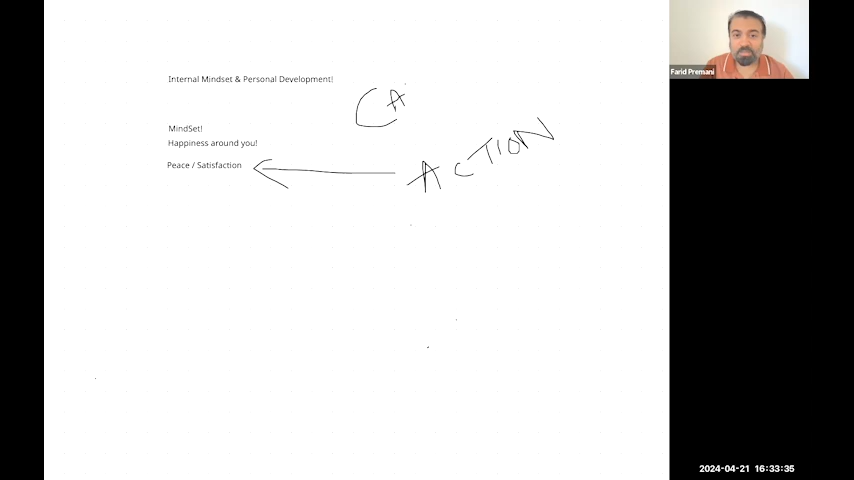 Internal Mindset & Personal Development!
CA
MindSet!
Happiness around you!
Peace / Satisfaction
ACTION
Farid Premani
2024-04-21 16:33:35